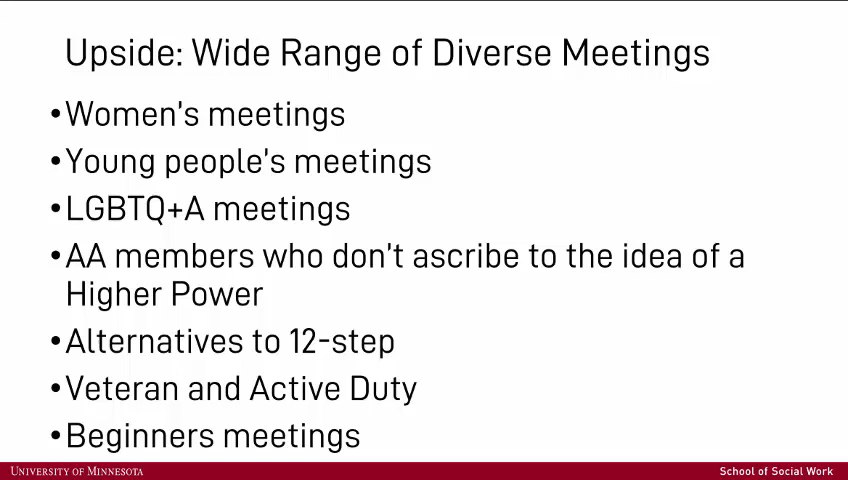 Upside: Wide Range of Diverse Meetings
•Women's meetings
•Young people's meetings
•LGBTQ+A meetings
•AA members who don't ascribe to the idea of a
Higher Power
•Alternatives to 12-step
•Veteran and Active Duty
•Beginners meetings
UNIVERSITY OF MINNESOTA
School of Social Work